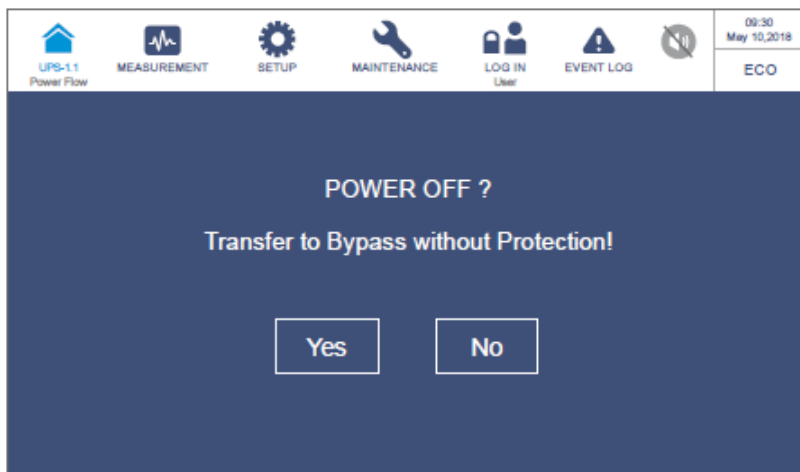 UPS-1.1
Power Flow
MEASUREMENT
SETUP
MAINTENANCE
LOG IN
User
EVENT LOG
09:30
May 10,2018
ECO
POWER OFF ?
Transfer to Bypass without Protection!
Yes
No